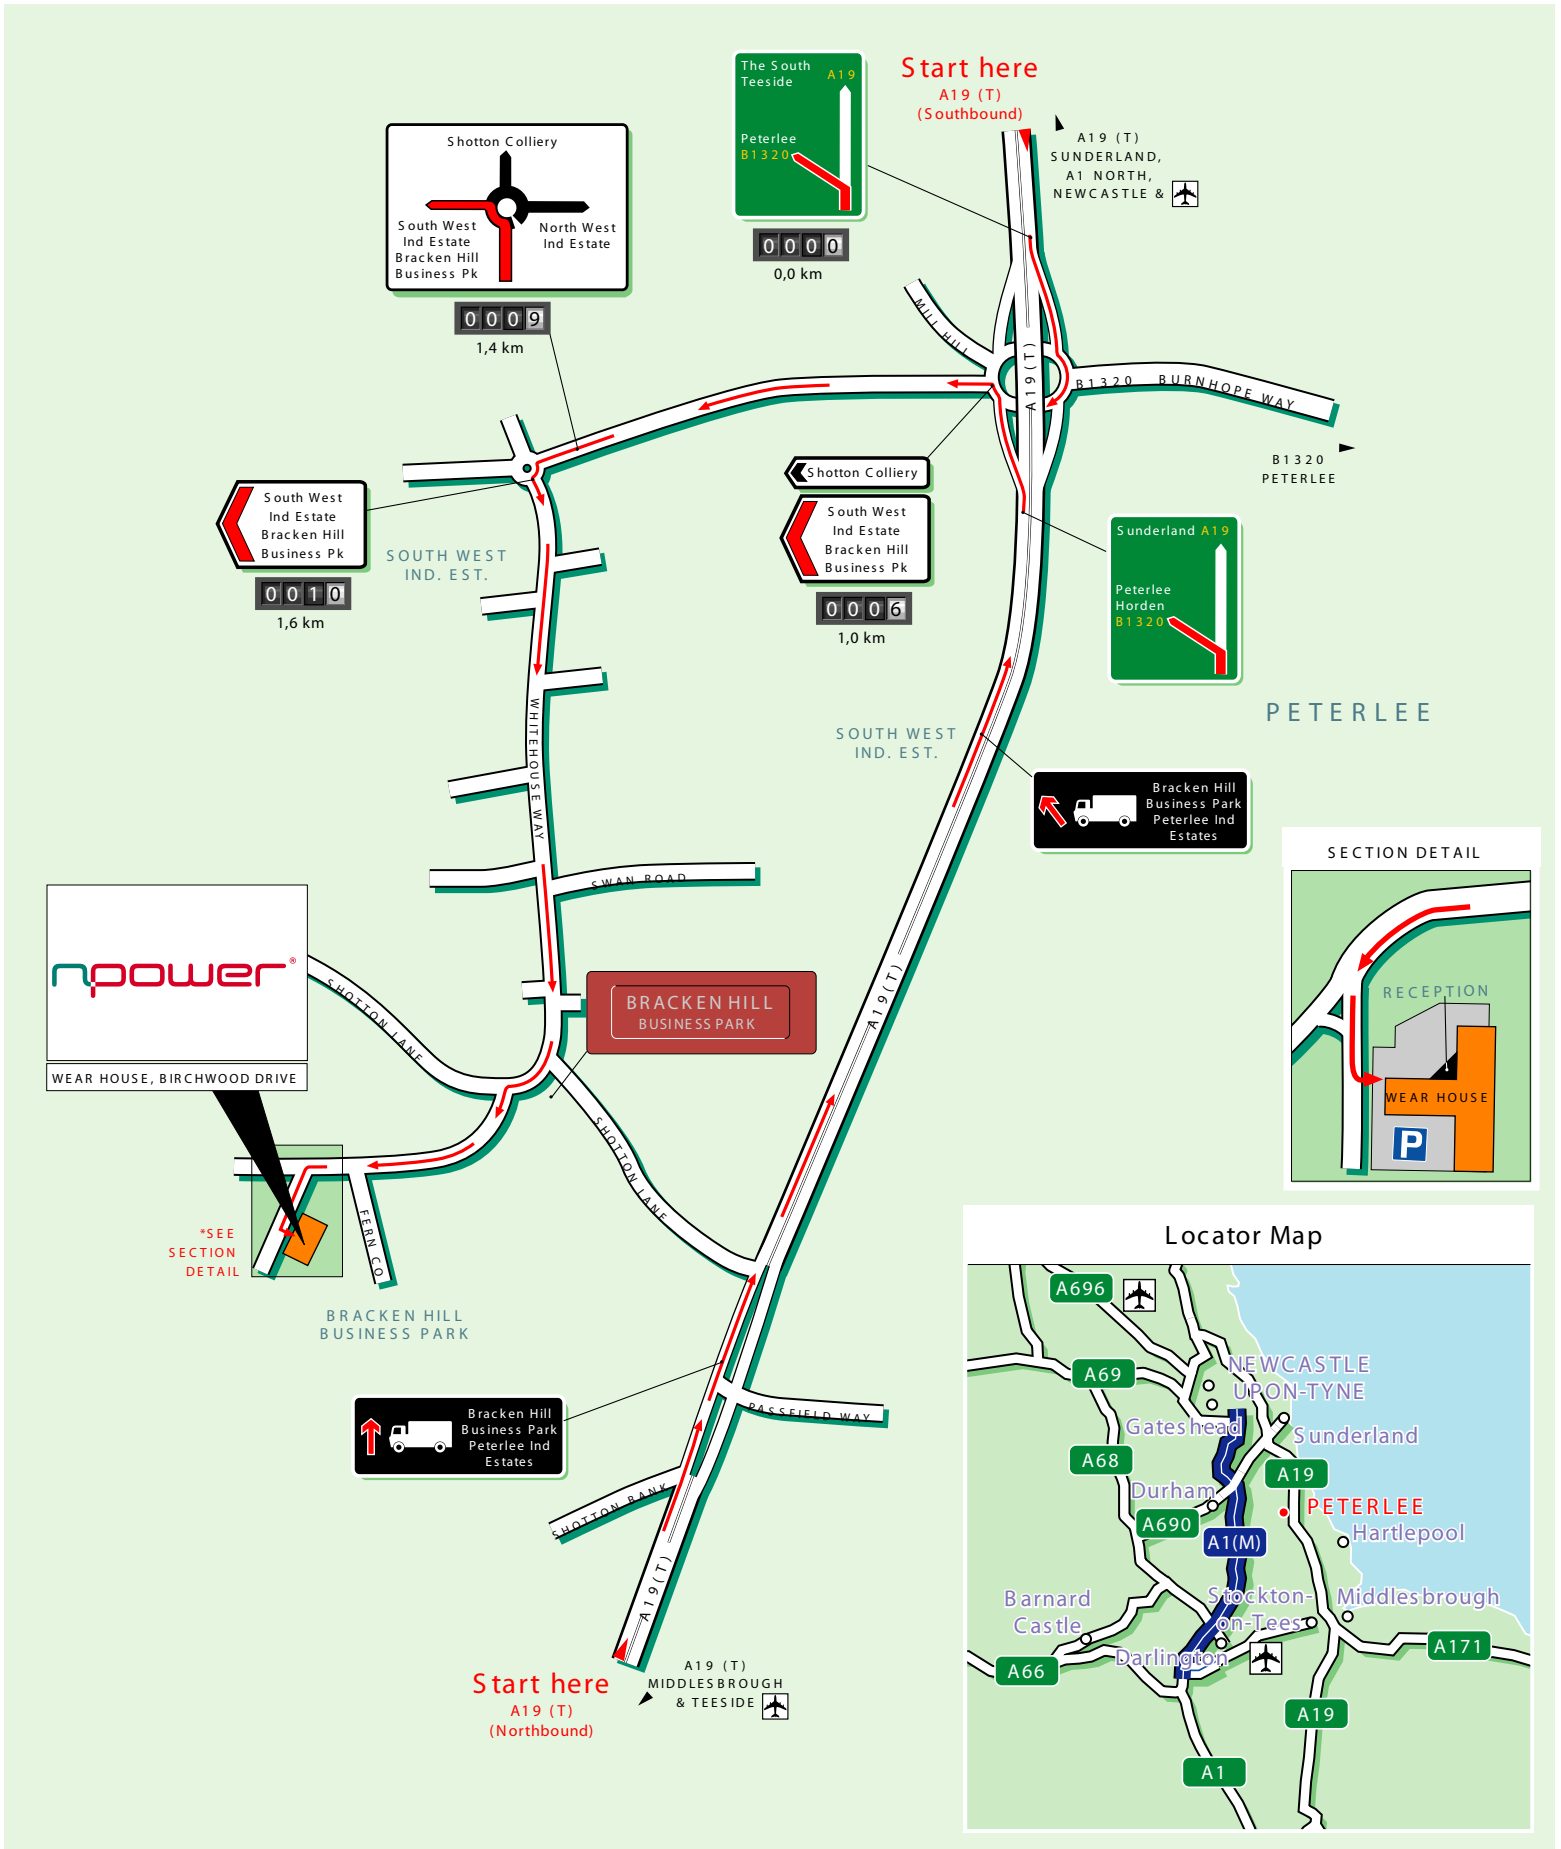 The South
Teeside
A19
Peterlee
B1320
0000
0,0 km
Start here
A19 (T)
(Southbound)
A19 (T)
SUNDERLAND,
A1 NORTH,
NEWCASTLE &
Shotton Colliery
South West
Ind Estate
Bracken Hill
Business Pk
North West
Ind Estate
0009
1,4 km
MILL HILL
A19(T)
B1320 BURNHOPE WAY
B1320
PETERLEE
South West
Ind Estate
Bracken Hill
Business Pk
0010
1,6 km
SOUTH WEST
IND. EST.
Shotton Colliery
South West
Ind Estate
Bracken Hill
Business Pk
0006
1,0 km
Sunderland A19
Peterlee
Horden
B1320
PETERLEE
SOUTH WEST
IND. EST.
WHITEHOUSE WAY
Bracken Hill
Business Park
Peterlee Ind
Estates
SWAN ROAD
npower®
WEAR HOUSE, BIRCHWOOD DRIVE
SHOTTON LANE
BRACKEN HILL
BUSINESS PARK
A19(T)
SHOTTON LANE
FERN CO
*SEE
SECTION
DETAIL
BRACKEN HILL
BUSINESS PARK
SECTION DETAIL
RECEPTION
WEAR HOUSE
P
Bracken Hill
Business Park
Peterlee Ind
Estates
PASSFIELD WAY
SHOTTON BANK
A19(T)
Start here
A19 (T)
(Northbound)
A19 (T)
MIDDLESBROUGH
& TEESIDE
Locator Map
A696
A69
NEWCASTLE
UPON-TYNE
Gateshead
Sunderland
A68
A19
Durham
PETERLEE
A690
A1(M)
Hartlepool
Barnard
Castle
Stockton-
on-Tees
Middlesbrough
A66
Darlington
A171
A19
A1